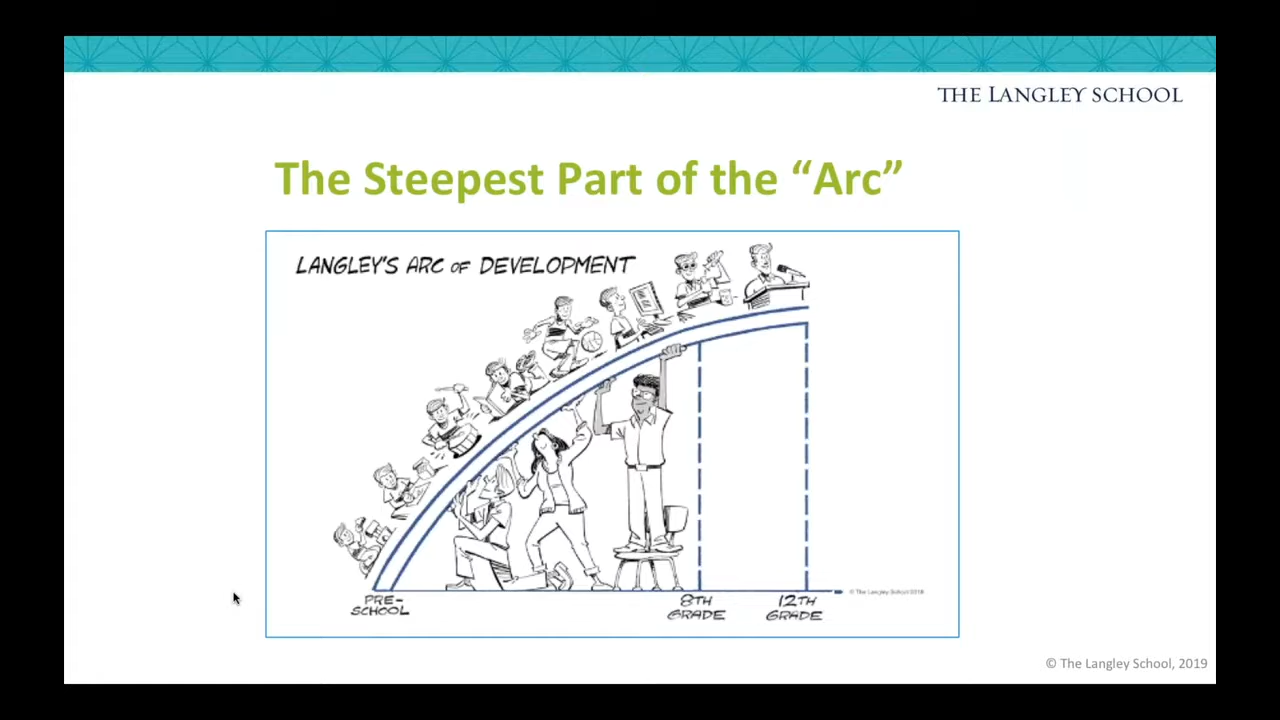 THE LANGLEY SCHOOL
The Steepest Part of the “Arc”
LANGLEY'S ARC OF DEVELOPMENT
PRE-
SCHOOL
8TH
GRADE
12TH
GRADE
© The Langley School 2018
© The Langley School, 2019